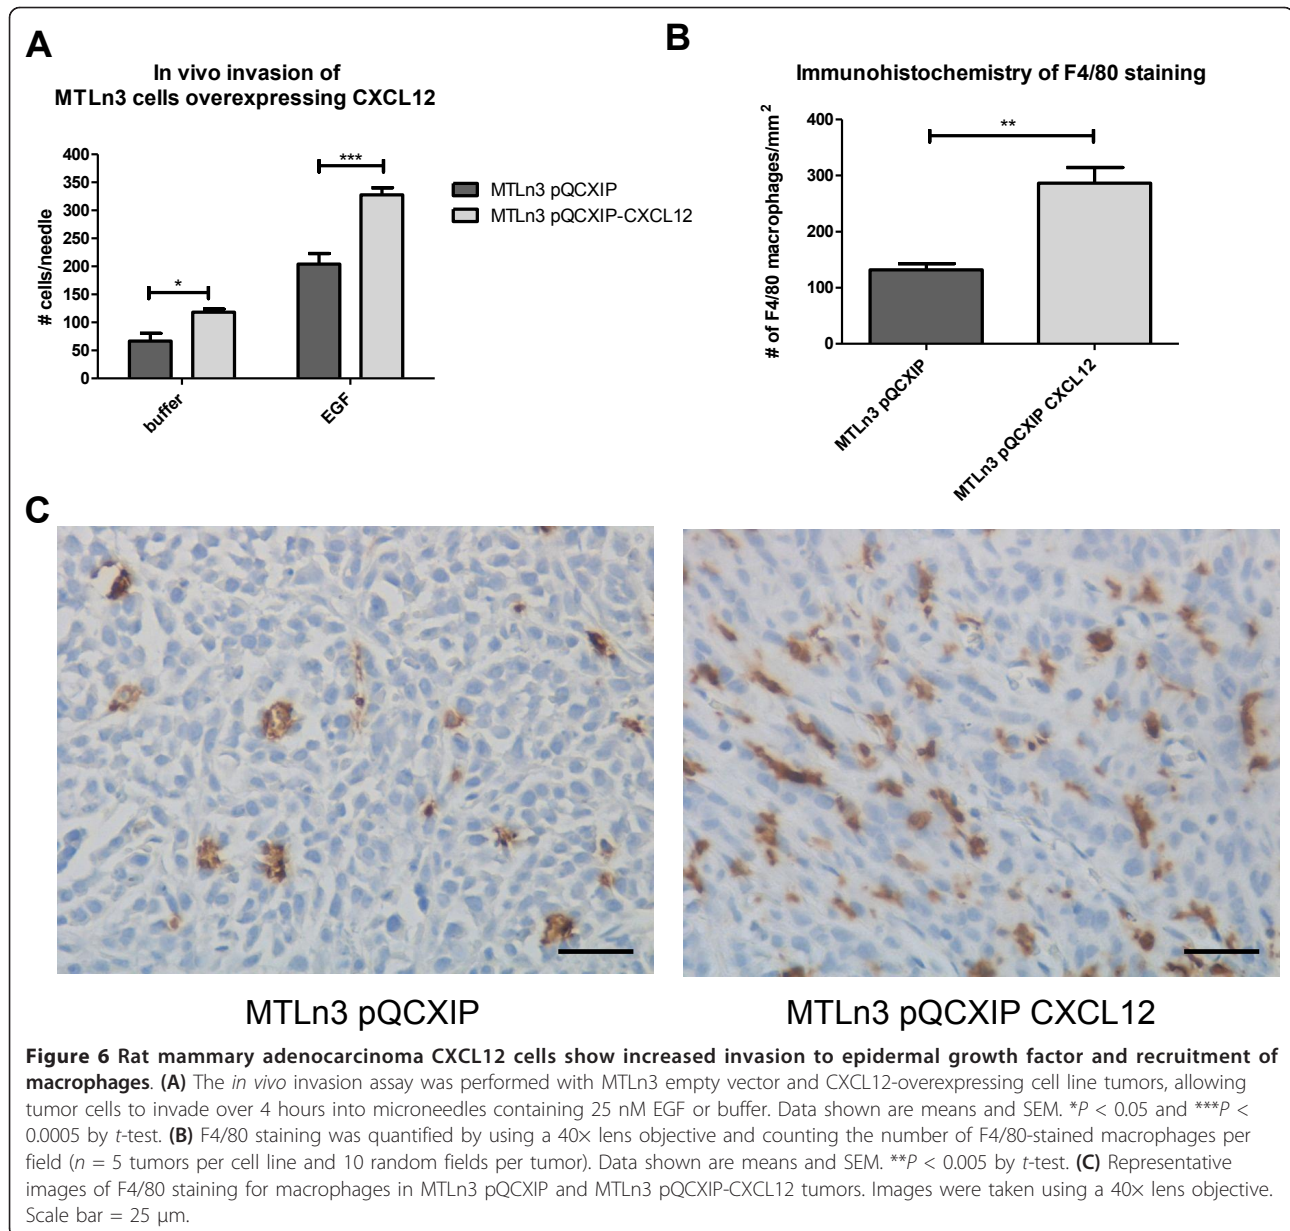 A
In vivo invasion of
MTLn3 cells overexpressing CXCL12
# cells/needle
400
350
300
250
200
150
100
50
0
*
***
buffer
EGF
MTLn3 pQCXIP
MTLn3 pQCXIP-CXCL12
B
Immunohistochemistry of F4/80 staining
# of F4/80 macrophages/mm²
400
300
200
100
0
**
MTLn3 pQCXIP
MTLn3 pQCXIP CXCL12
C
MTLn3 pQCXIP
MTLn3 pQCXIP CXCL12
Figure 6 Rat mammary adenocarcinoma CXCL12 cells show increased invasion to epidermal growth factor and recruitment of
macrophages. (A) The in vivo invasion assay was performed with MTLn3 empty vector and CXCL12-overexpressing cell line tumors, allowing
tumor cells to invade over 4 hours into microneedles containing 25 nM EGF or buffer. Data shown are means and SEM. *P < 0.05 and ***P <
0.0005 by t-test. (B) F4/80 staining was quantified by using a 40× lens objective and counting the number of F4/80-stained macrophages per
field (n = 5 tumors per cell line and 10 random fields per tumor). Data shown are means and SEM. **P < 0.005 by t-test. (C) Representative
images of F4/80 staining for macrophages in MTLn3 pQCXIP and MTLn3 pQCXIP-CXCL12 tumors. Images were taken using a 40× lens objective.
Scale bar = 25 μm.